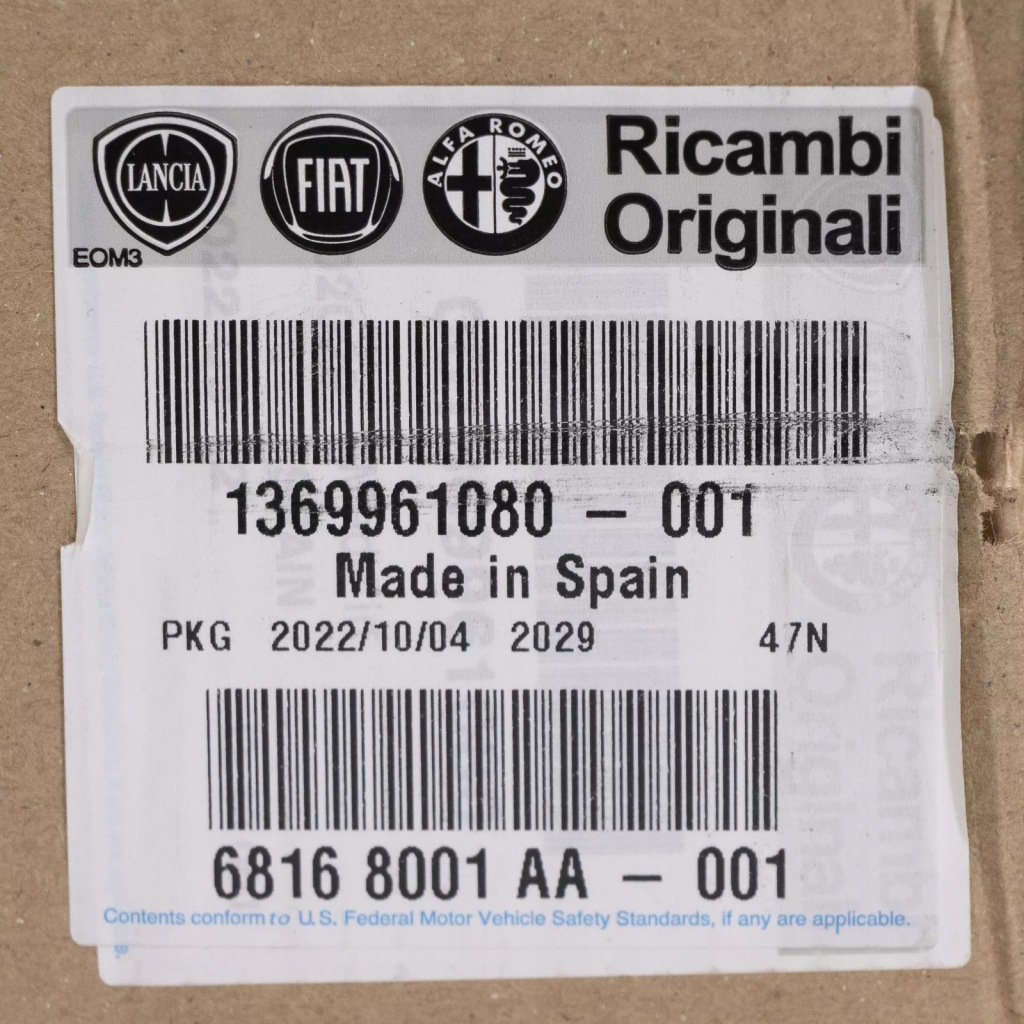 LANCIA
FIAT
ALFA ROMEO
Ricambi
Originali
EOM3
1369961080 – 001
Made in Spain
PKG 2022/10/04 2029 47N
6816 8001 AA – 001
Contents conform to U.S. Federal Motor Vehicle Safety Standards, if any are applicable.